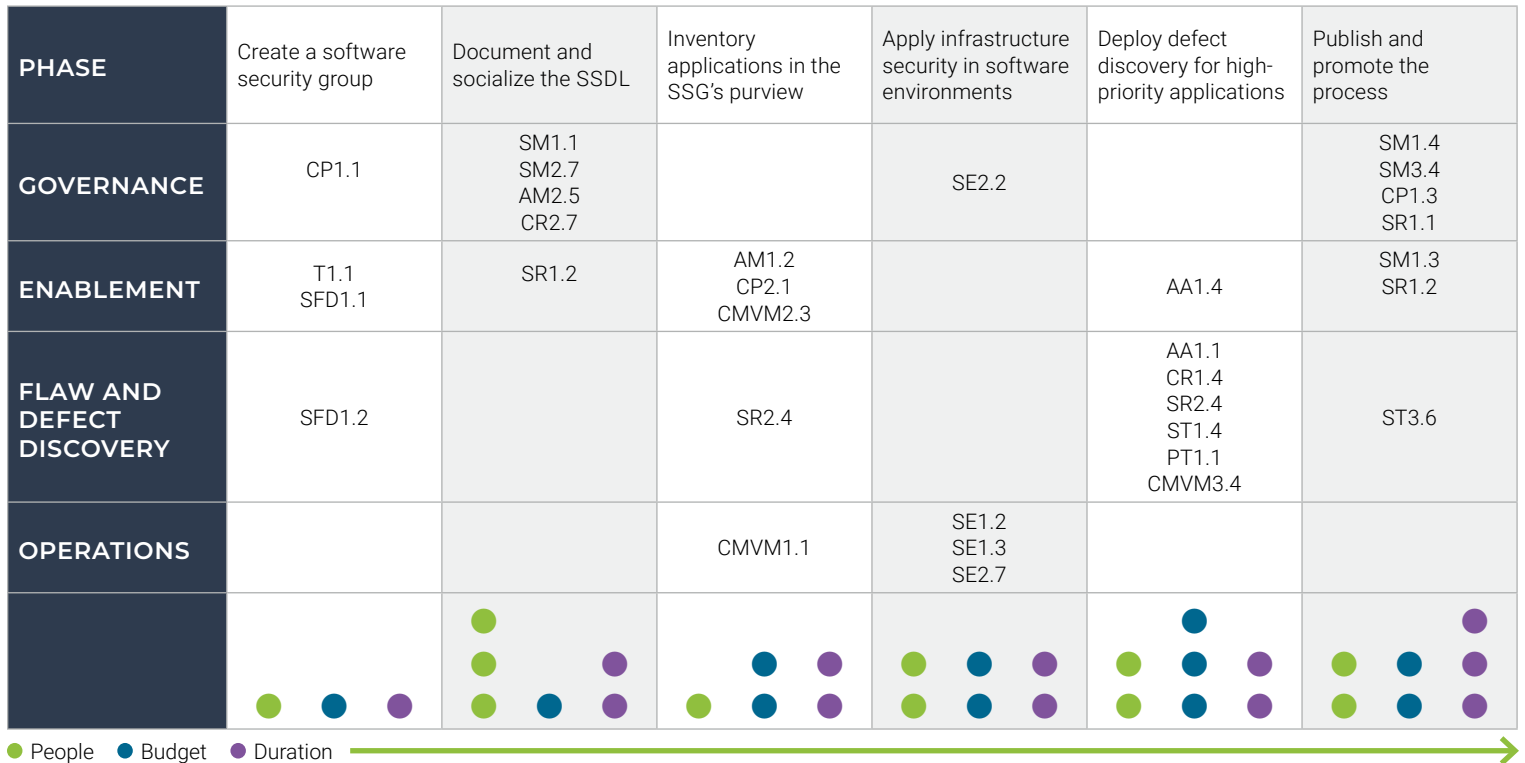 PHASE
Create a software
security group
Document and
socialize the SSDL
Inventory
applications in the
SSG's purview
Apply infrastructure
security in software
environments
Deploy defect
discovery for high-
priority applications
Publish and
promote the
process
GOVERNANCE
CP1.1
SM1.1
SM2.7
AM2.5
CR2.7
SE2.2
SM1.4
SM3.4
CP1.3
SR1.1
ENABLEMENT
T1.1
SFD1.1
SR1.2
AM1.2
CP2.1
CMVM2.3
AA1.4
SM1.3
SR1.2
FLAW AND
DEFECT
DISCOVERY
SFD1.2
SR2.4
AA1.1
CR1.4
SR2.4
ST1.4
PT1.1
CMVM3.4
ST3.6
OPERATIONS
CMVM1.1
SE1.2
SE1.3
SE2.7
People Budget Duration